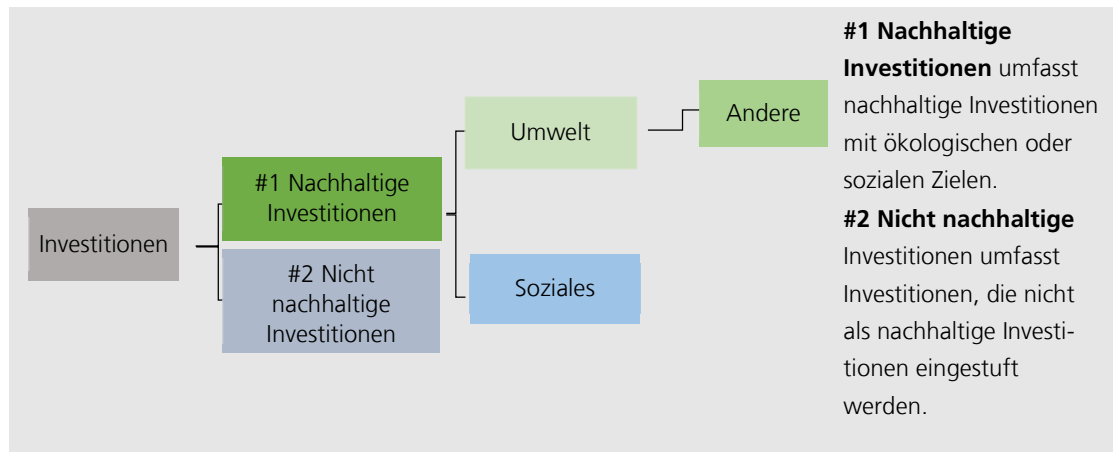 Investitionen
#1 Nachhaltige
Investitionen
#2 Nicht
nachhaltige
Investitionen
Umwelt
Soziales
Andere
#1 Nachhaltige
Investitionen umfasst
nachhaltige Investitionen
mit ökologischen oder
sozialen Zielen.
#2 Nicht nachhaltige
Investitionen umfasst
Investitionen, die nicht
als nachhaltige Investi-
tionen eingestuft
werden.